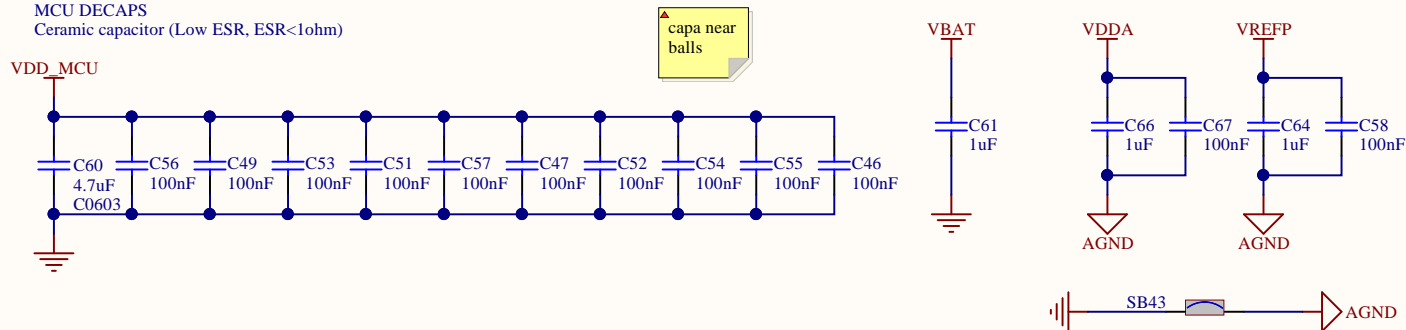 MCU DECAPS
Ceramic capacitor (Low ESR, ESR<1ohm)
capa near
balls
VDD_MCU
VBAT
VDDA
VREFP
C60
4.7uF
C0603
C56
100nF
C49
100nF
C53
100nF
C51
100nF
C57
100nF
C47
100nF
C52
100nF
C54
100nF
C55
100nF
C46
100nF
C61
1uF
C66
1uF
C67
100nF
C64
1uF
C58
100nF
AGND
AGND
SB43
AGND